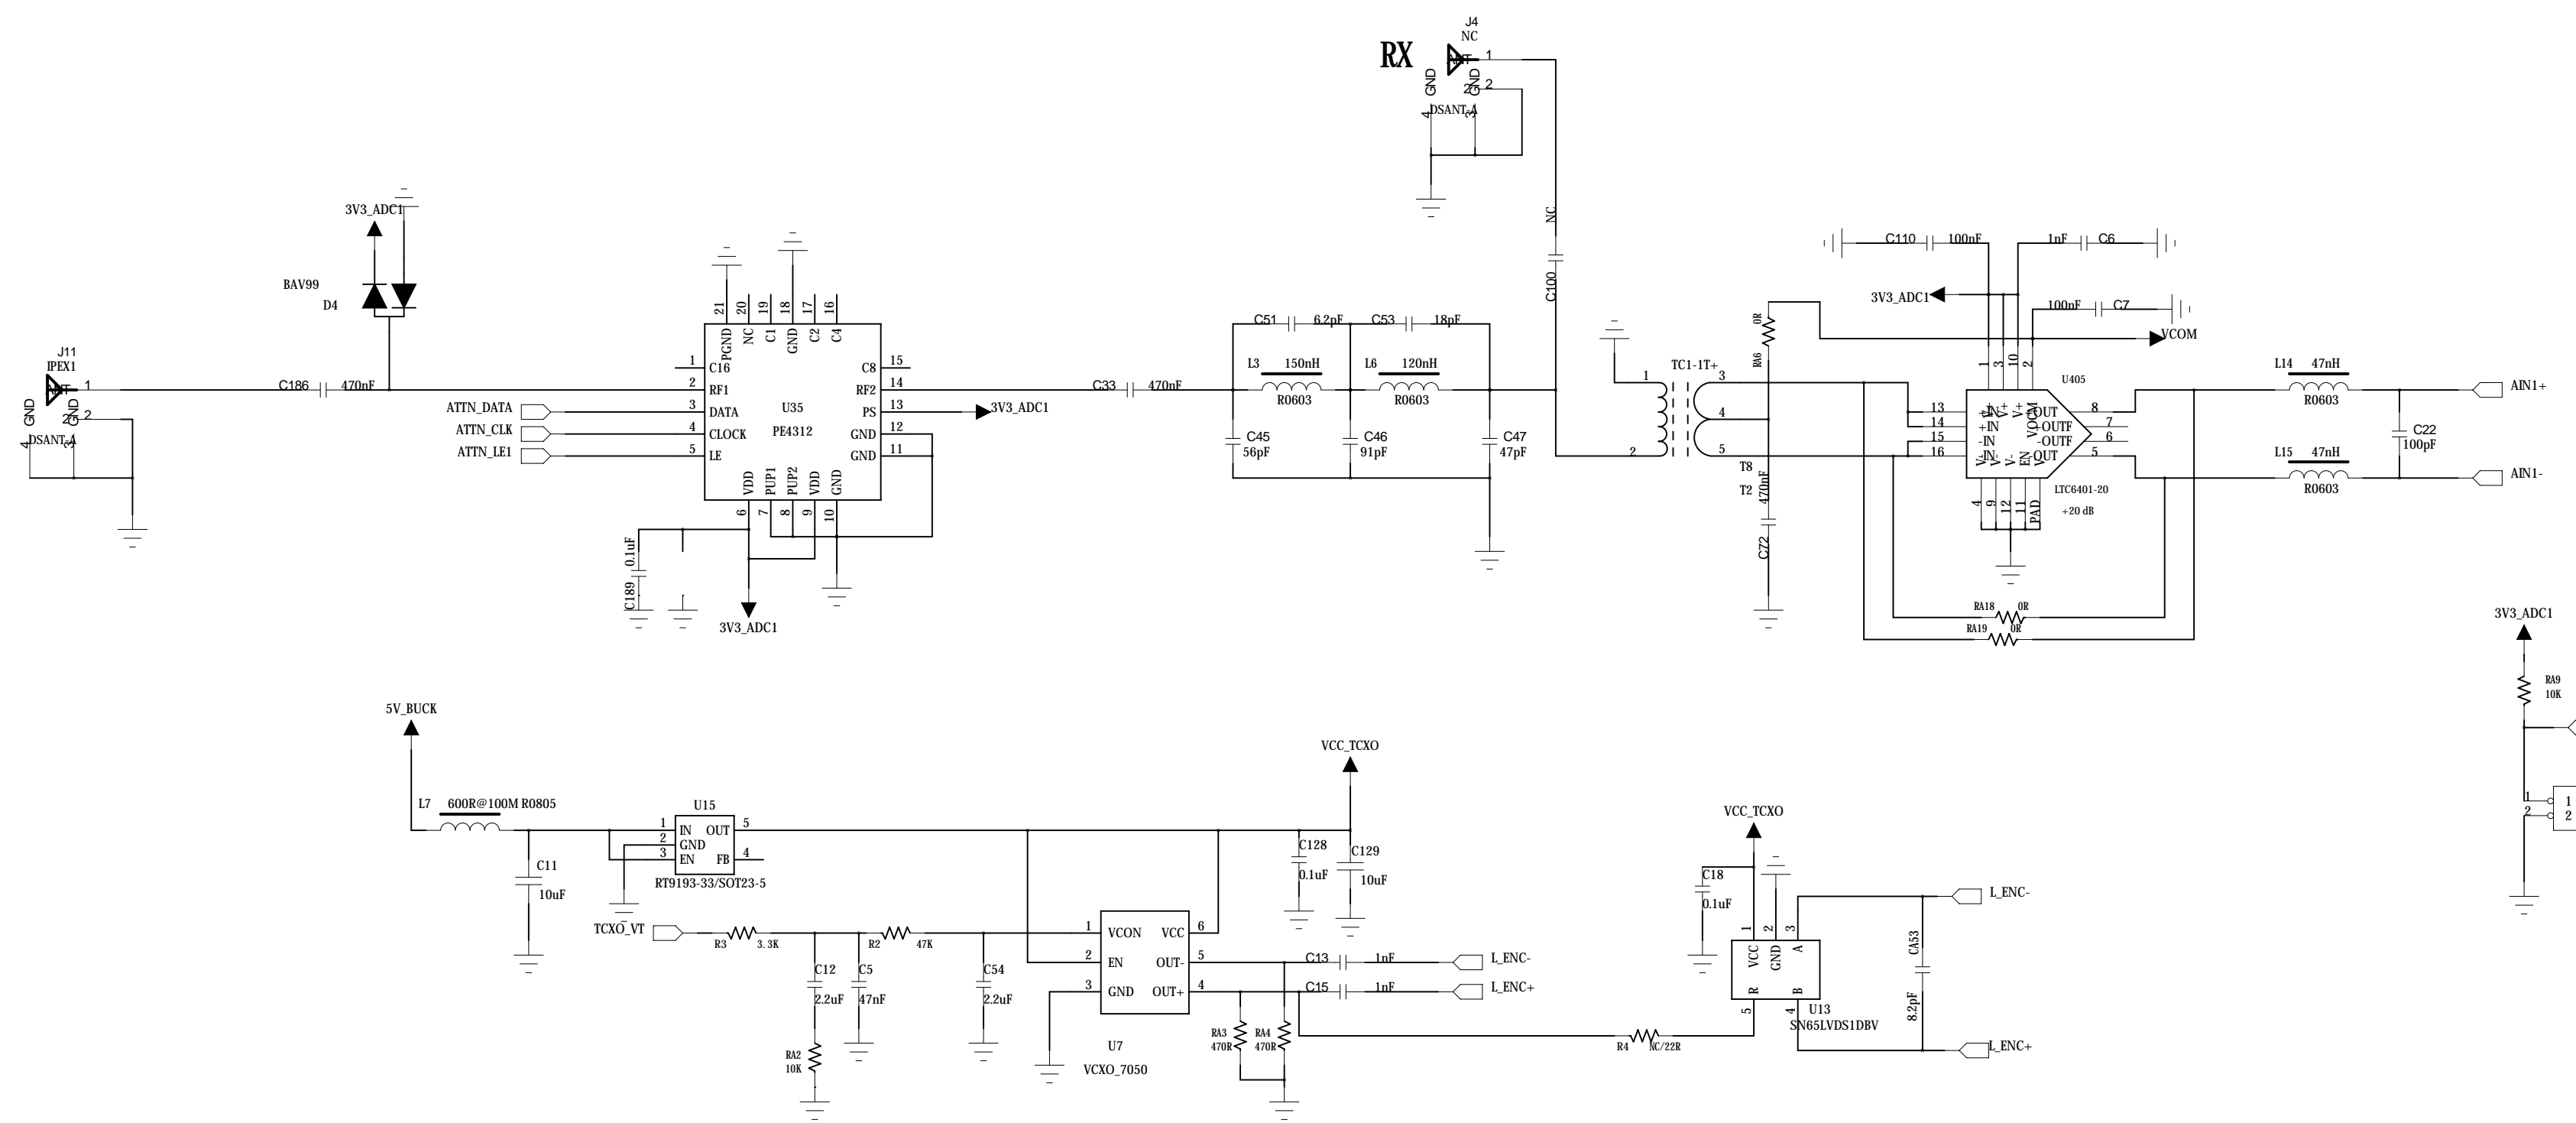 J4
NC
RX
1
GND
GND
2
2
DSANT-A
4
3
NC
C100
3V3_ADC1
BAV99
D4
J11
IPEX1
1
GND
GND
2
2
DSANT-A
4
3
C186 470nF
21 20 19 18 17 16
PGND NC C1 GND C2 C4
1 C16 C8 15
2 RF1 RF2 14
ATTN_DATA 3 DATA PS 13 3V3_ADC1
U35
ATTN_CLK 4 CLOCK GND 12
PE4312
ATTN_LE1 5 LE GND 11
VDD PUP1 PUP2 VDD GND
6 7 8 9 10
C189 0.1uF
3V3_ADC1
C33 470nF
C51 6.2pF C53 18pF
L3 150nH L6 120nH
R0603 R0603
C45
56pF
C46
91pF
C47
47pF
TC1-1T+
1 3
4
2 5
T8
T2
RA6 0R
470nF
C72
C110 100nF 1nF C6
3V3_ADC1
100nF C7
VCOM
1 3 10 2
V+ V+ V+ VOCM
U405
13 +IN +OUT 8
14 +IN +OUTF 7
15 -IN -OUTF 6
16 -IN -OUT 5
V- V- V- EN V-
4 9 12 11 PAD
LTC6401-20
+20 dB
RA18 0R
RA19 0R
L14 47nH
R0603
AIN1+
C22
100pF
L15 47nH
R0603
AIN1-
3V3_ADC1
RA9
10K
1
2
1
2
5V_BUCK
L7 600R@100M R0805
C11
10uF
U15
1 IN OUT 5
2 GND
3 EN FB 4
RT9193-33/SOT23-5
VCC_TCXO
C128
0.1uF
C129
10uF
TCXO_VT
R3 3.3K
R2 47K
C12
2.2uF
C5
47nF
C54
2.2uF
RA2
10K
1 VCON VCC 6
2 EN OUT- 5
3 GND OUT+ 4
U7
VCXO_7050
C13 1nF L_ENC-
C15 1nF L_ENC+
RA3
470R
RA4
470R
R4 NC/22R
VCC_TCXO
C18
0.1uF
1 2 3
VCC GND A
R B
5 4
U13
SN65LVDS1DBV
L_ENC-
CA53
8.2pF
L_ENC+